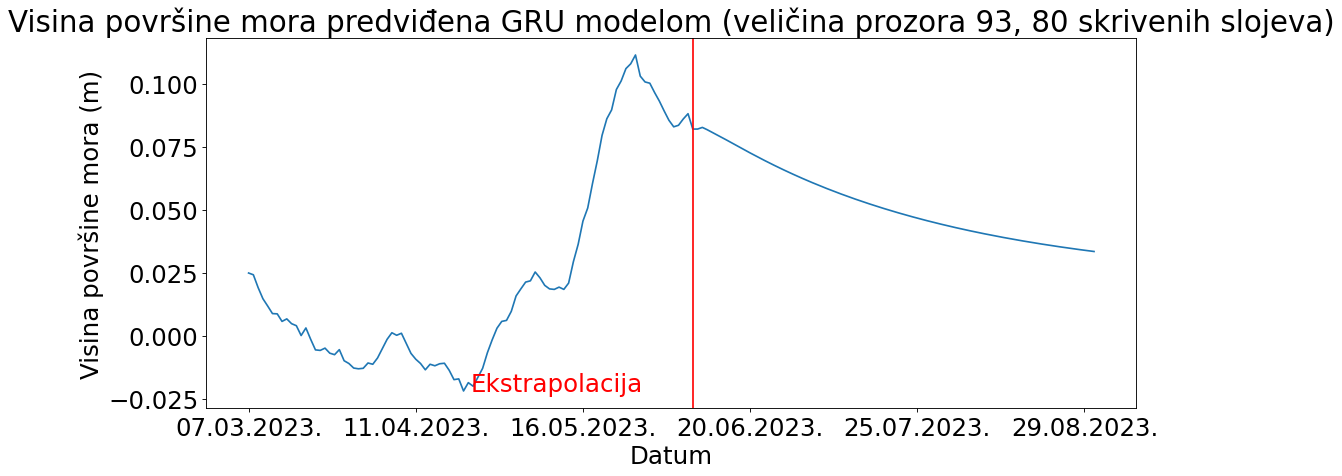 Visina površine mora predviđena GRU modelom (veličina prozora 93, 80 skrivenih slojeva)
Visina površine mora (m)
0.100
0.075
0.050
0.025
0.000
−0.025
Ekstrapolacija
07.03.2023. 11.04.2023. 16.05.2023. 20.06.2023. 25.07.2023. 29.08.2023.
Datum